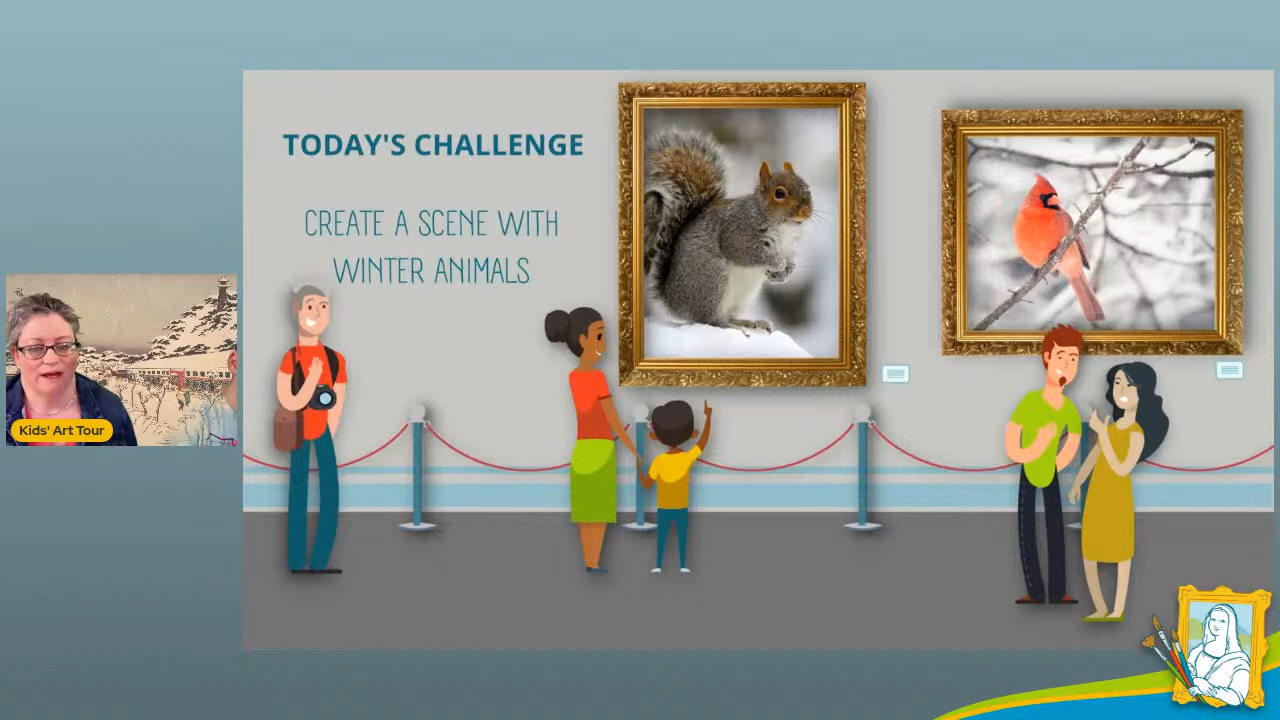 TODAY'S CHALLENGE
CREATE A SCENE WITH
WINTER ANIMALS
Kids' Art Tour